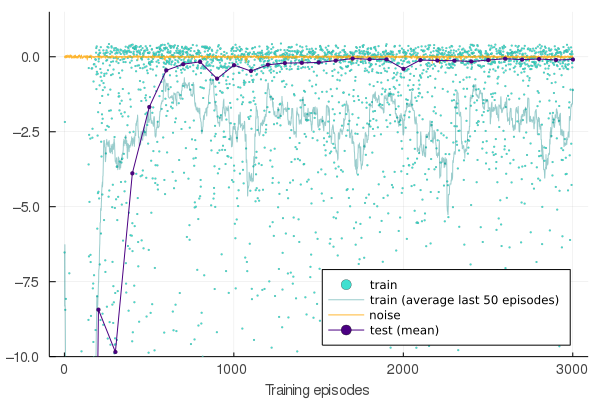 0.0
−2.5
−5.0
−7.5
−10.0
train
train (average last 50 episodes)
noise
test (mean)
0 1000 2000 3000
Training episodes